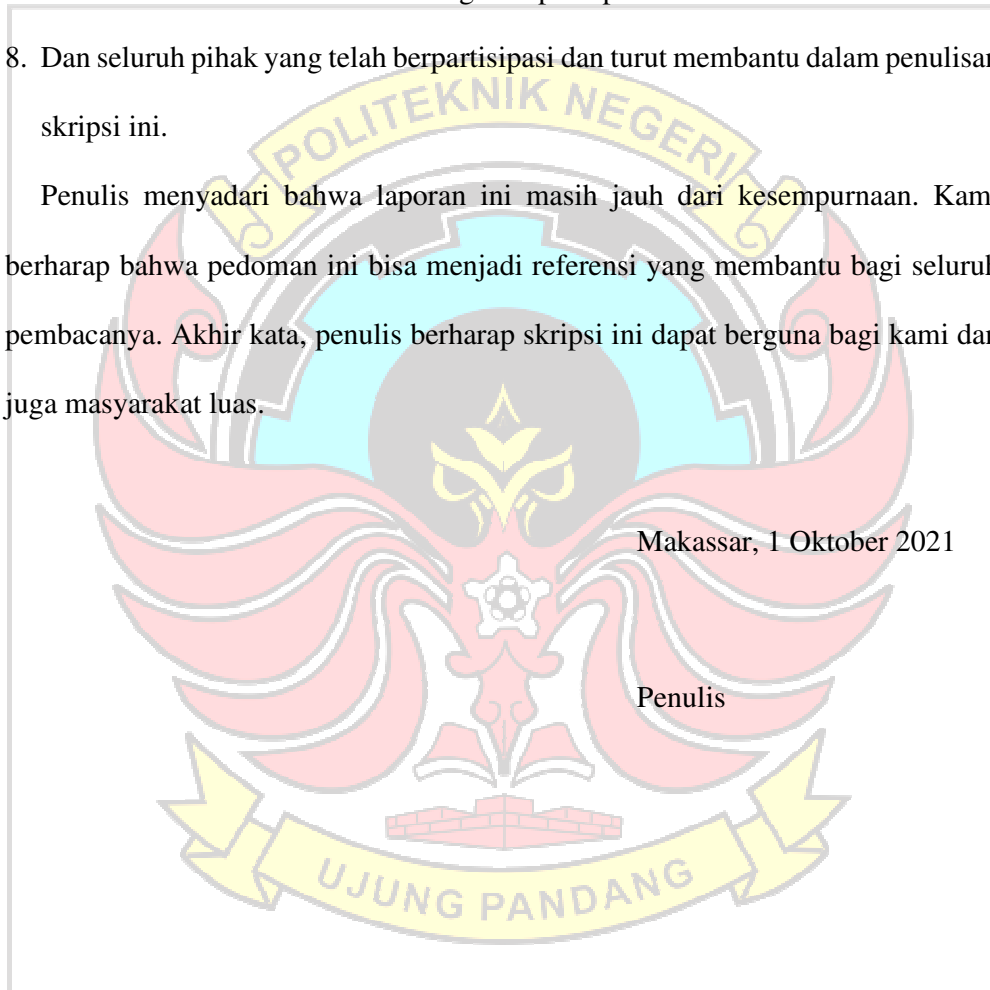 8. Dan seluruh pihak yang telah berpartisipasi dan turut membantu dalam penulisan
skripsi ini.
Penulis menyadari bahwa laporan ini masih jauh dari kesempurnaan. Kam
berharap bahwa pedoman ini bisa menjadi referensi yang membantu bagi seluruh
pembacanya. Akhir kata, penulis berharap skripsi ini dapat berguna bagi kami dan
juga masyarakat luas.
Makassar, 1 Oktober 2021
Penulis
POLITEKNIK NEGERI
UJUNG PANDANG